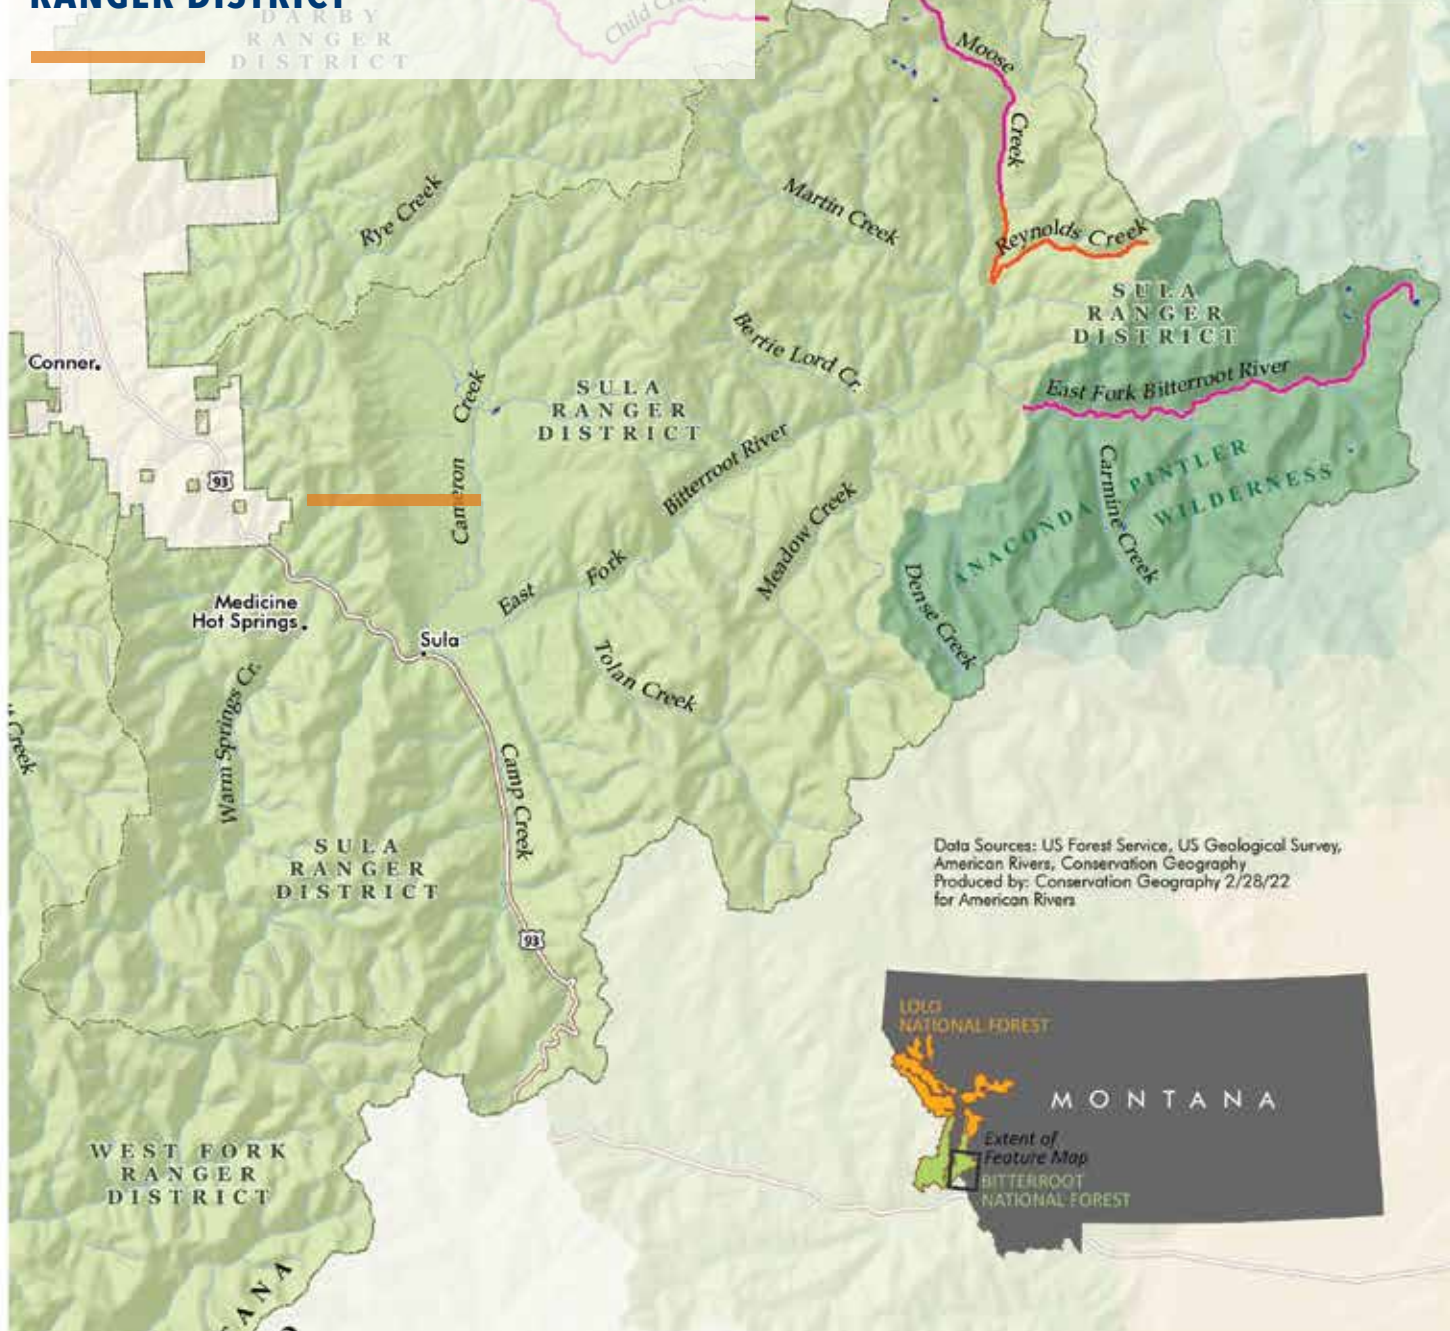 RANGER DISTRICT
DARBY
RANGER
DISTRICT
Child
Moose
Creek
Martin Creek
Rye Creek
Reynolds Creek
SULA
RANGER
DISTRICT
Bertie Lord Cr.
Conner
East Fork Bitterroot River
Cameron Creek
SULA
RANGER
DISTRICT
93
Bitterroot River
East Fork
Meadow Creek
Carmine Creek
ANACONDA PINTLER
WILDERNESS
Dense Creek
Medicine
Hot Springs
Sula
Tolan Creek
Warm Springs Cr.
Creek
Camp Creek
SULA
RANGER
DISTRICT
93
Data Sources: US Forest Service, US Geological Survey,
American Rivers, Conservation Geography
Produced by: Conservation Geography 2/28/22
for American Rivers
LOLO
NATIONAL FOREST
MONTANA
Extent of
Feature Map
BITTERROOT
NATIONAL FOREST
WEST FORK
RANGER
DISTRICT
ANA